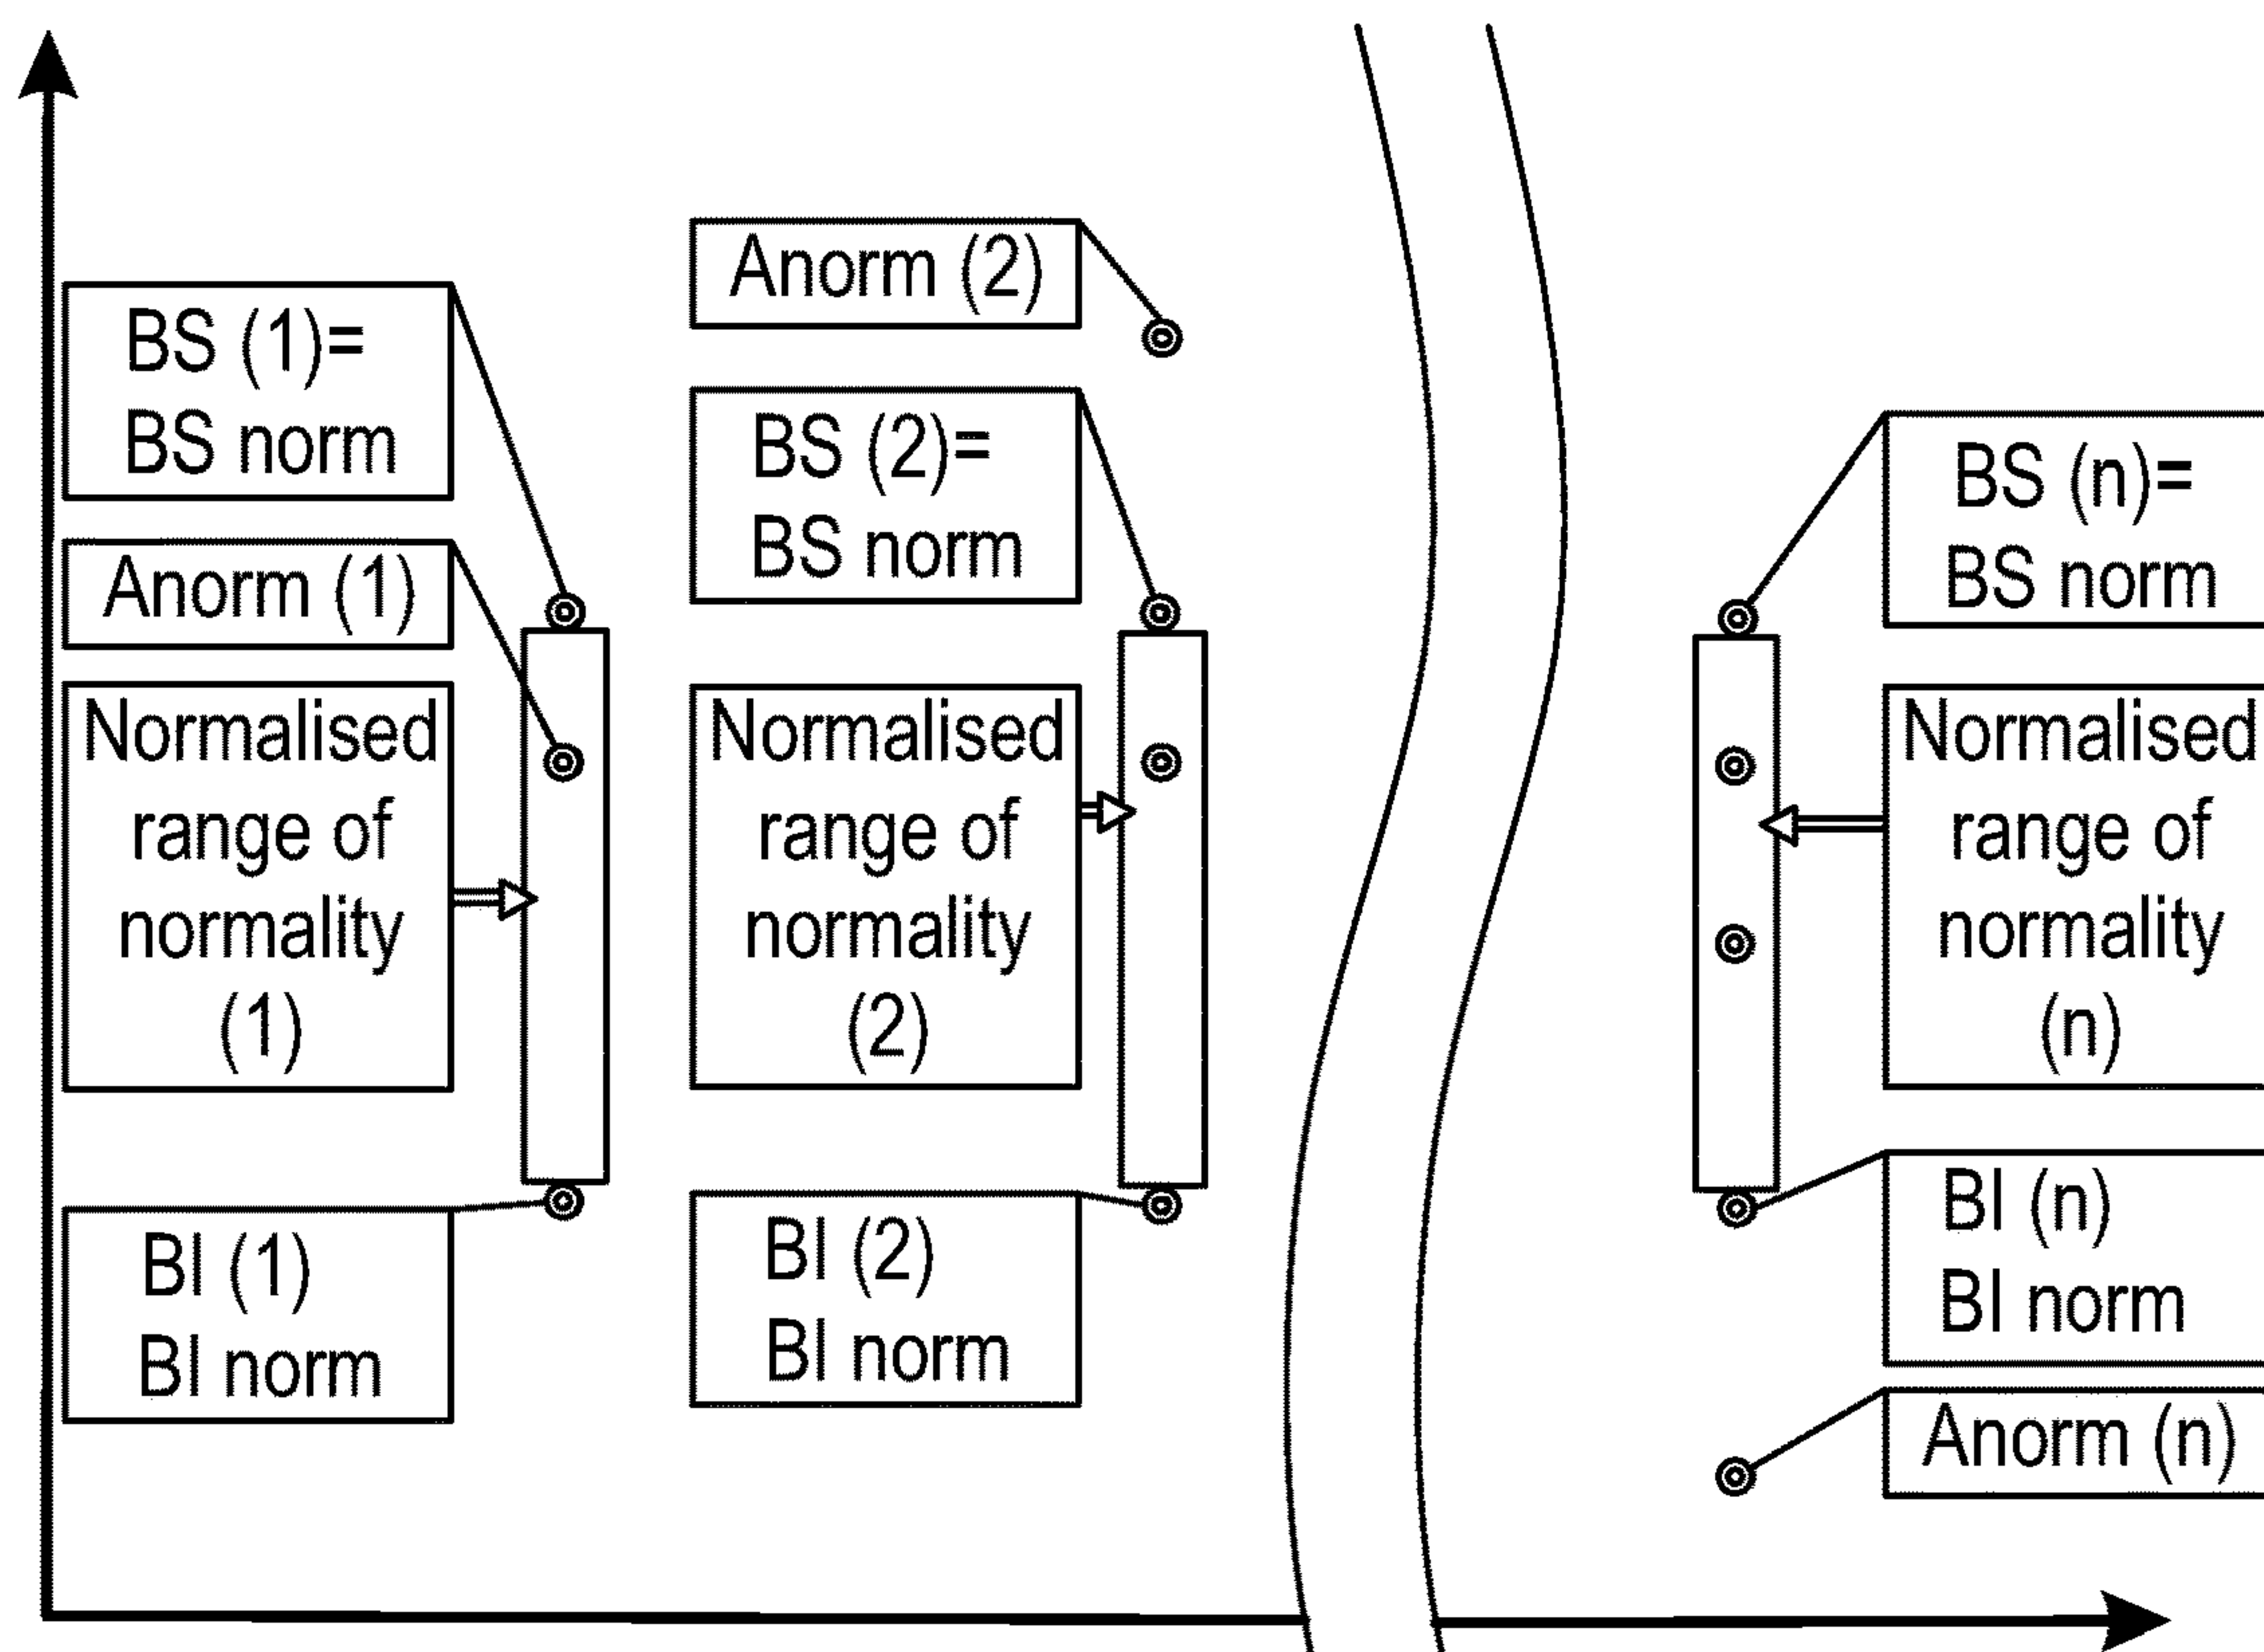 BS (1)=
BS norm
Anorm (1)
Normalised
range of
normality
(1)
BI (1)
BI norm
Anorm (2)
BS (2)=
BS norm
Normalised
range of
normality
(2)
BI (2)
BI norm
BS (n)=
BS norm
Normalised
range of
normality
(n)
BI (n)
BI norm
Anorm (n)